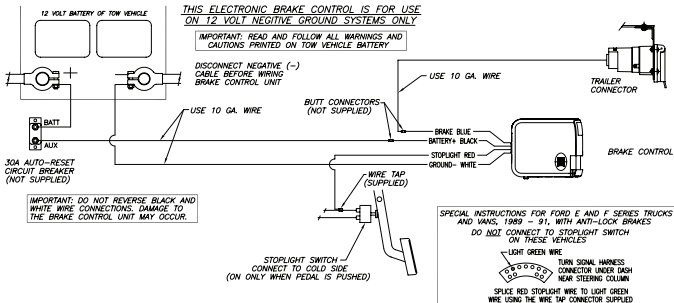 THIS ELECTRONIC BRAKE CONTROL IS FOR USE
ON 12 VOLT NEGITIVE GROUND SYSTEMS ONLY
12 VOLT BATTERY OF TOW VEHICLE
IMPORTANT: READ AND FOLLOW ALL WARNINGS AND
CAUTIONS PRINTED ON TOW VEHICLE BATTERY
DISCONNECT NEGATIVE (-)
CABLE BEFORE WIRING
BRAKE CONTROL UNIT
USE 10 GA. WIRE
TRAILER
CONNECTOR
BATT
AUX
USE 10 GA. WIRE
BUTT CONNECTORS
(NOT SUPPLIED)
BRAKE BLUE
BATTERY+ BLACK
STOPLIGHT RED
GROUND- WHITE
BRAKE CONTROL
30A AUTO-RESET
CIRCUIT BREAKER
(NOT SUPPLIED)
WIRE TAP
(SUPPLIED)
IMPORTANT: DO NOT REVERSE BLACK AND
WHITE WIRE CONNECTIONS. DAMAGE TO
THE BRAKE CONTROL UNIT MAY OCCUR.
STOPLIGHT SWITCH
CONNECT TO COLD SIDE
(ON ONLY WHEN PEDAL IS PUSHED)
SPECIAL INSTRUCTIONS FOR FORD E AND F SERIES TRUCKS
AND VANS, 1989 - 91, WITH ANTI-LOCK BRAKES
DO NOT CONNECT TO STOPLIGHT SWITCH
ON THESE VEHICLES
LIGHT GREEN WIRE
TURN SIGNAL HARNESS
CONNECTOR UNDER DASH
NEAR STEERING COLUMN
SPLICE RED STOPLIGHT WIRE TO LIGHT GREEN
WIRE USING THE WIRE TAP CONNECTOR SUPPLIED